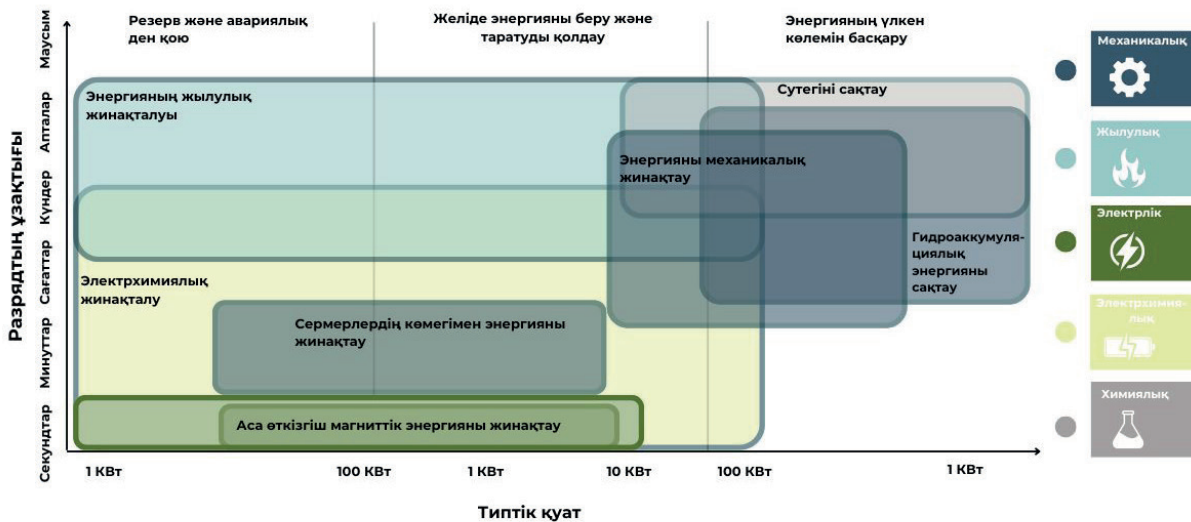 Резерв және авариялық
ден қою
Желіде энергияны беру және
таратуды қолдау
Энергияның үлкен
көлемін басқару
Разрядтың ұзақтығы
Маусым
Апталар
Күндер
Сағаттар
Минуттар
Секундтар
Энергияның жылулық
жинақталуы
Сутегіні сақтау
Энергияны механикалық
жинақтау
Гидроаккумуля-
циялық
энергияны
сақтау
Электрхимиялық
жинақталу
Сермерлердің көмегімен энергияны
жинақтау
Аса өткізгіш магниттік энергияны жинақтау
1 КВт
100 КВт
1 КВт
10 КВт
100 КВт
1 КВт
Типтік қуат
Механикалық
Жылулық
Электрлік
Электрхимия-
лық
Химиялық